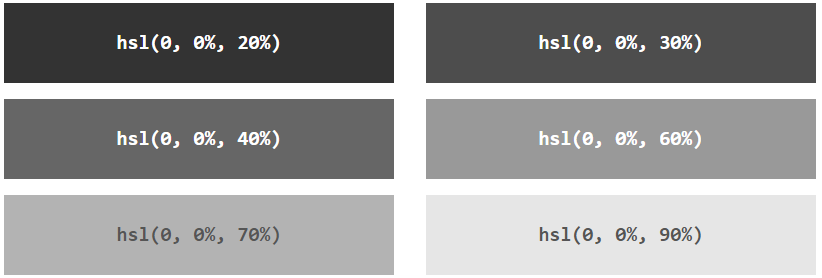 hsl(0, 0%, 20%)
hsl(0, 0%, 30%)
hsl(0, 0%, 40%)
hsl(0, 0%, 60%)
hsl(0, 0%, 70%)
hsl(0, 0%, 90%)